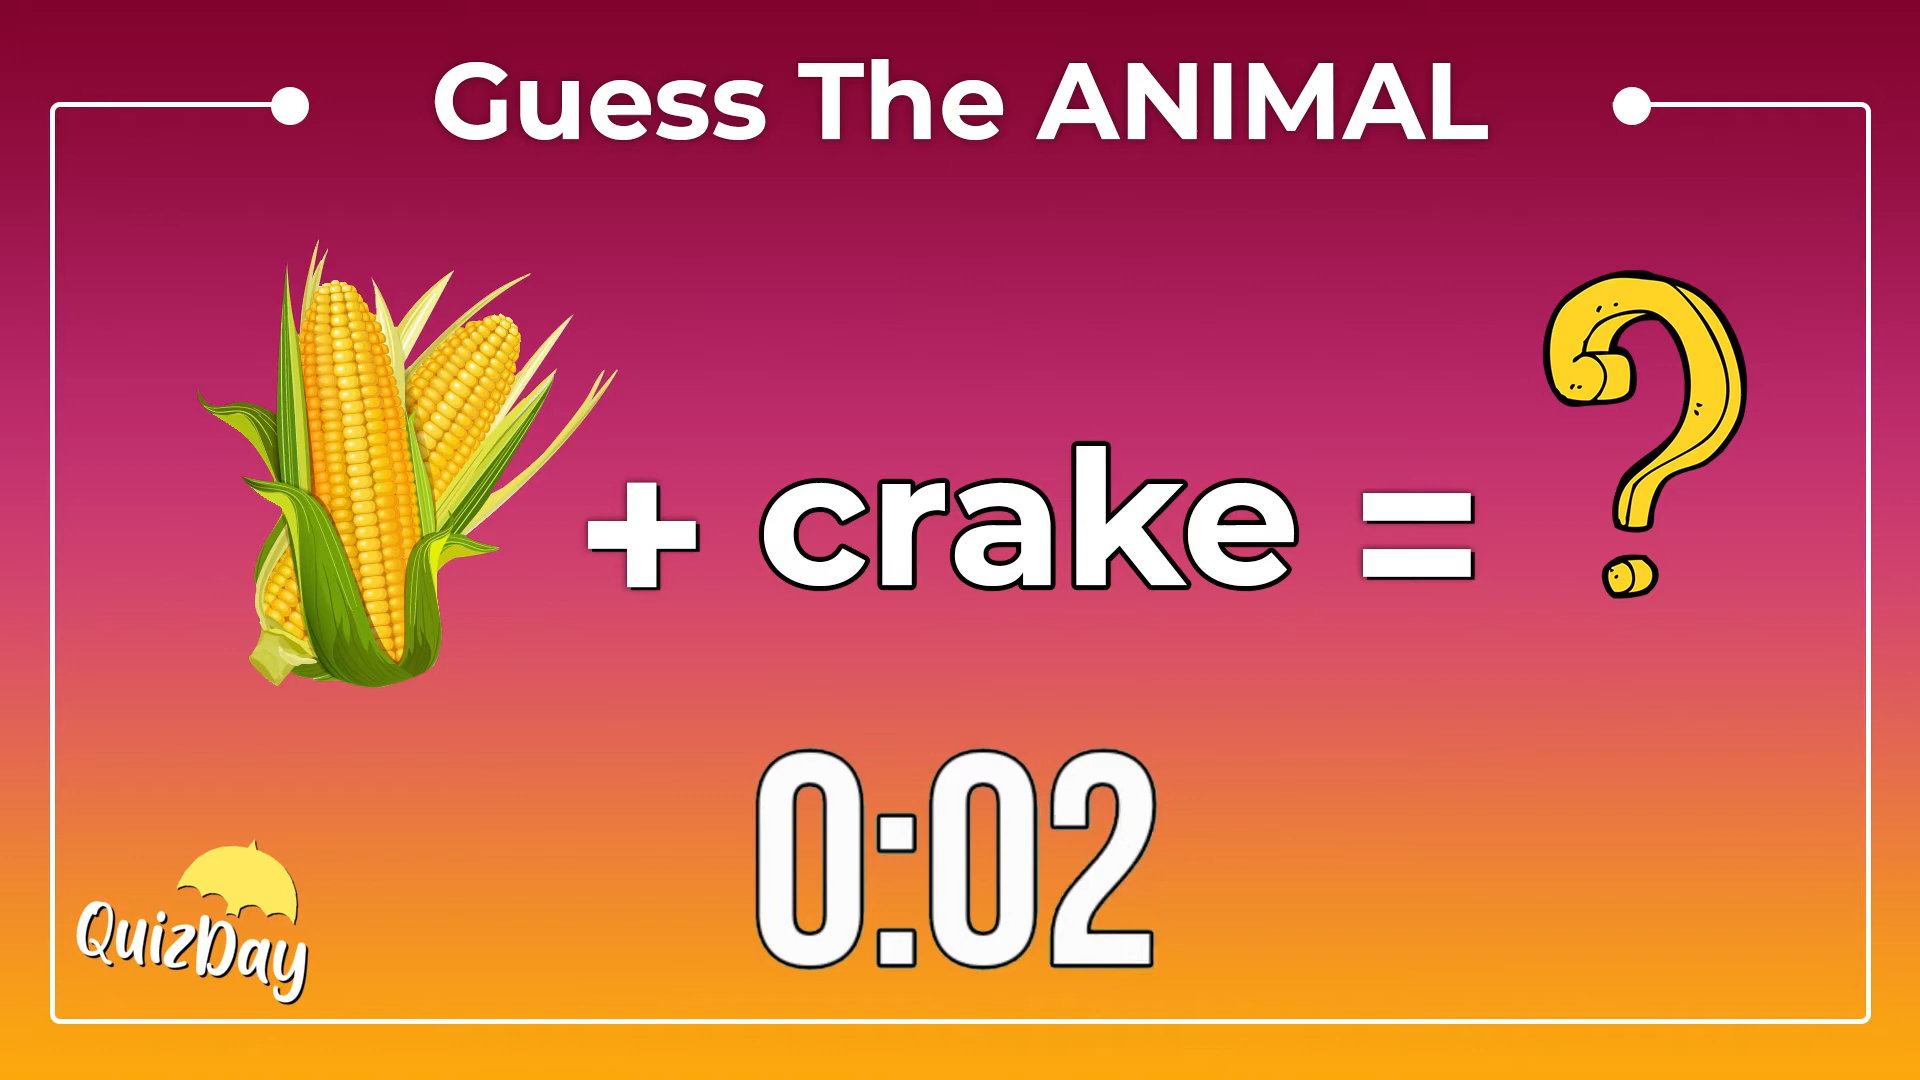 Guess The ANIMAL
+ crake =
0:02
QuizDay